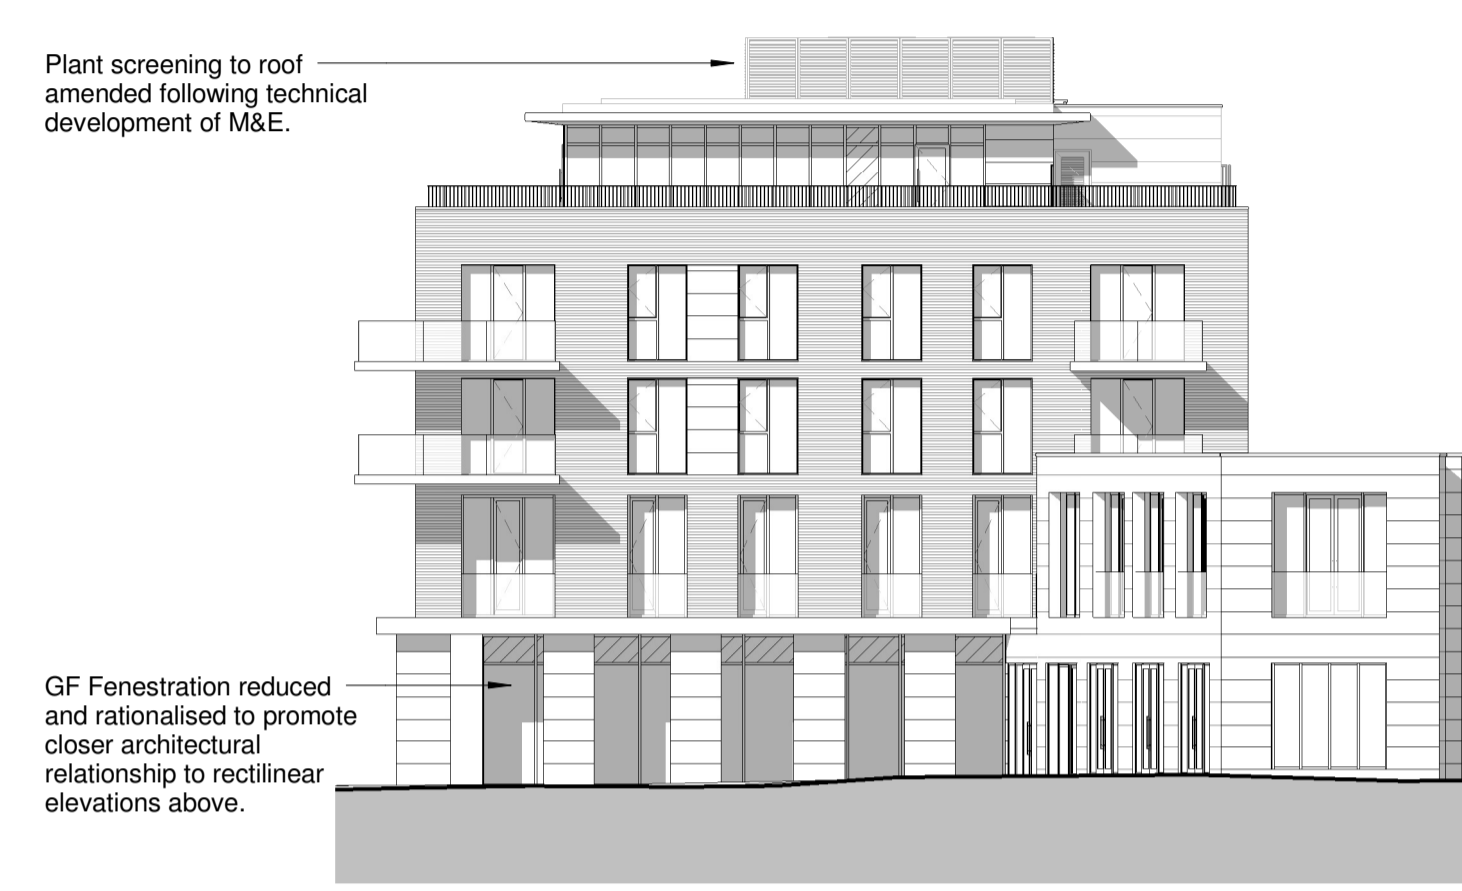 Plant screening to roof
amended following technical
development of M&E.
GF Fenestration reduced
and rationalised to promote
closer architectural
relationship to rectilinear
elevations above.